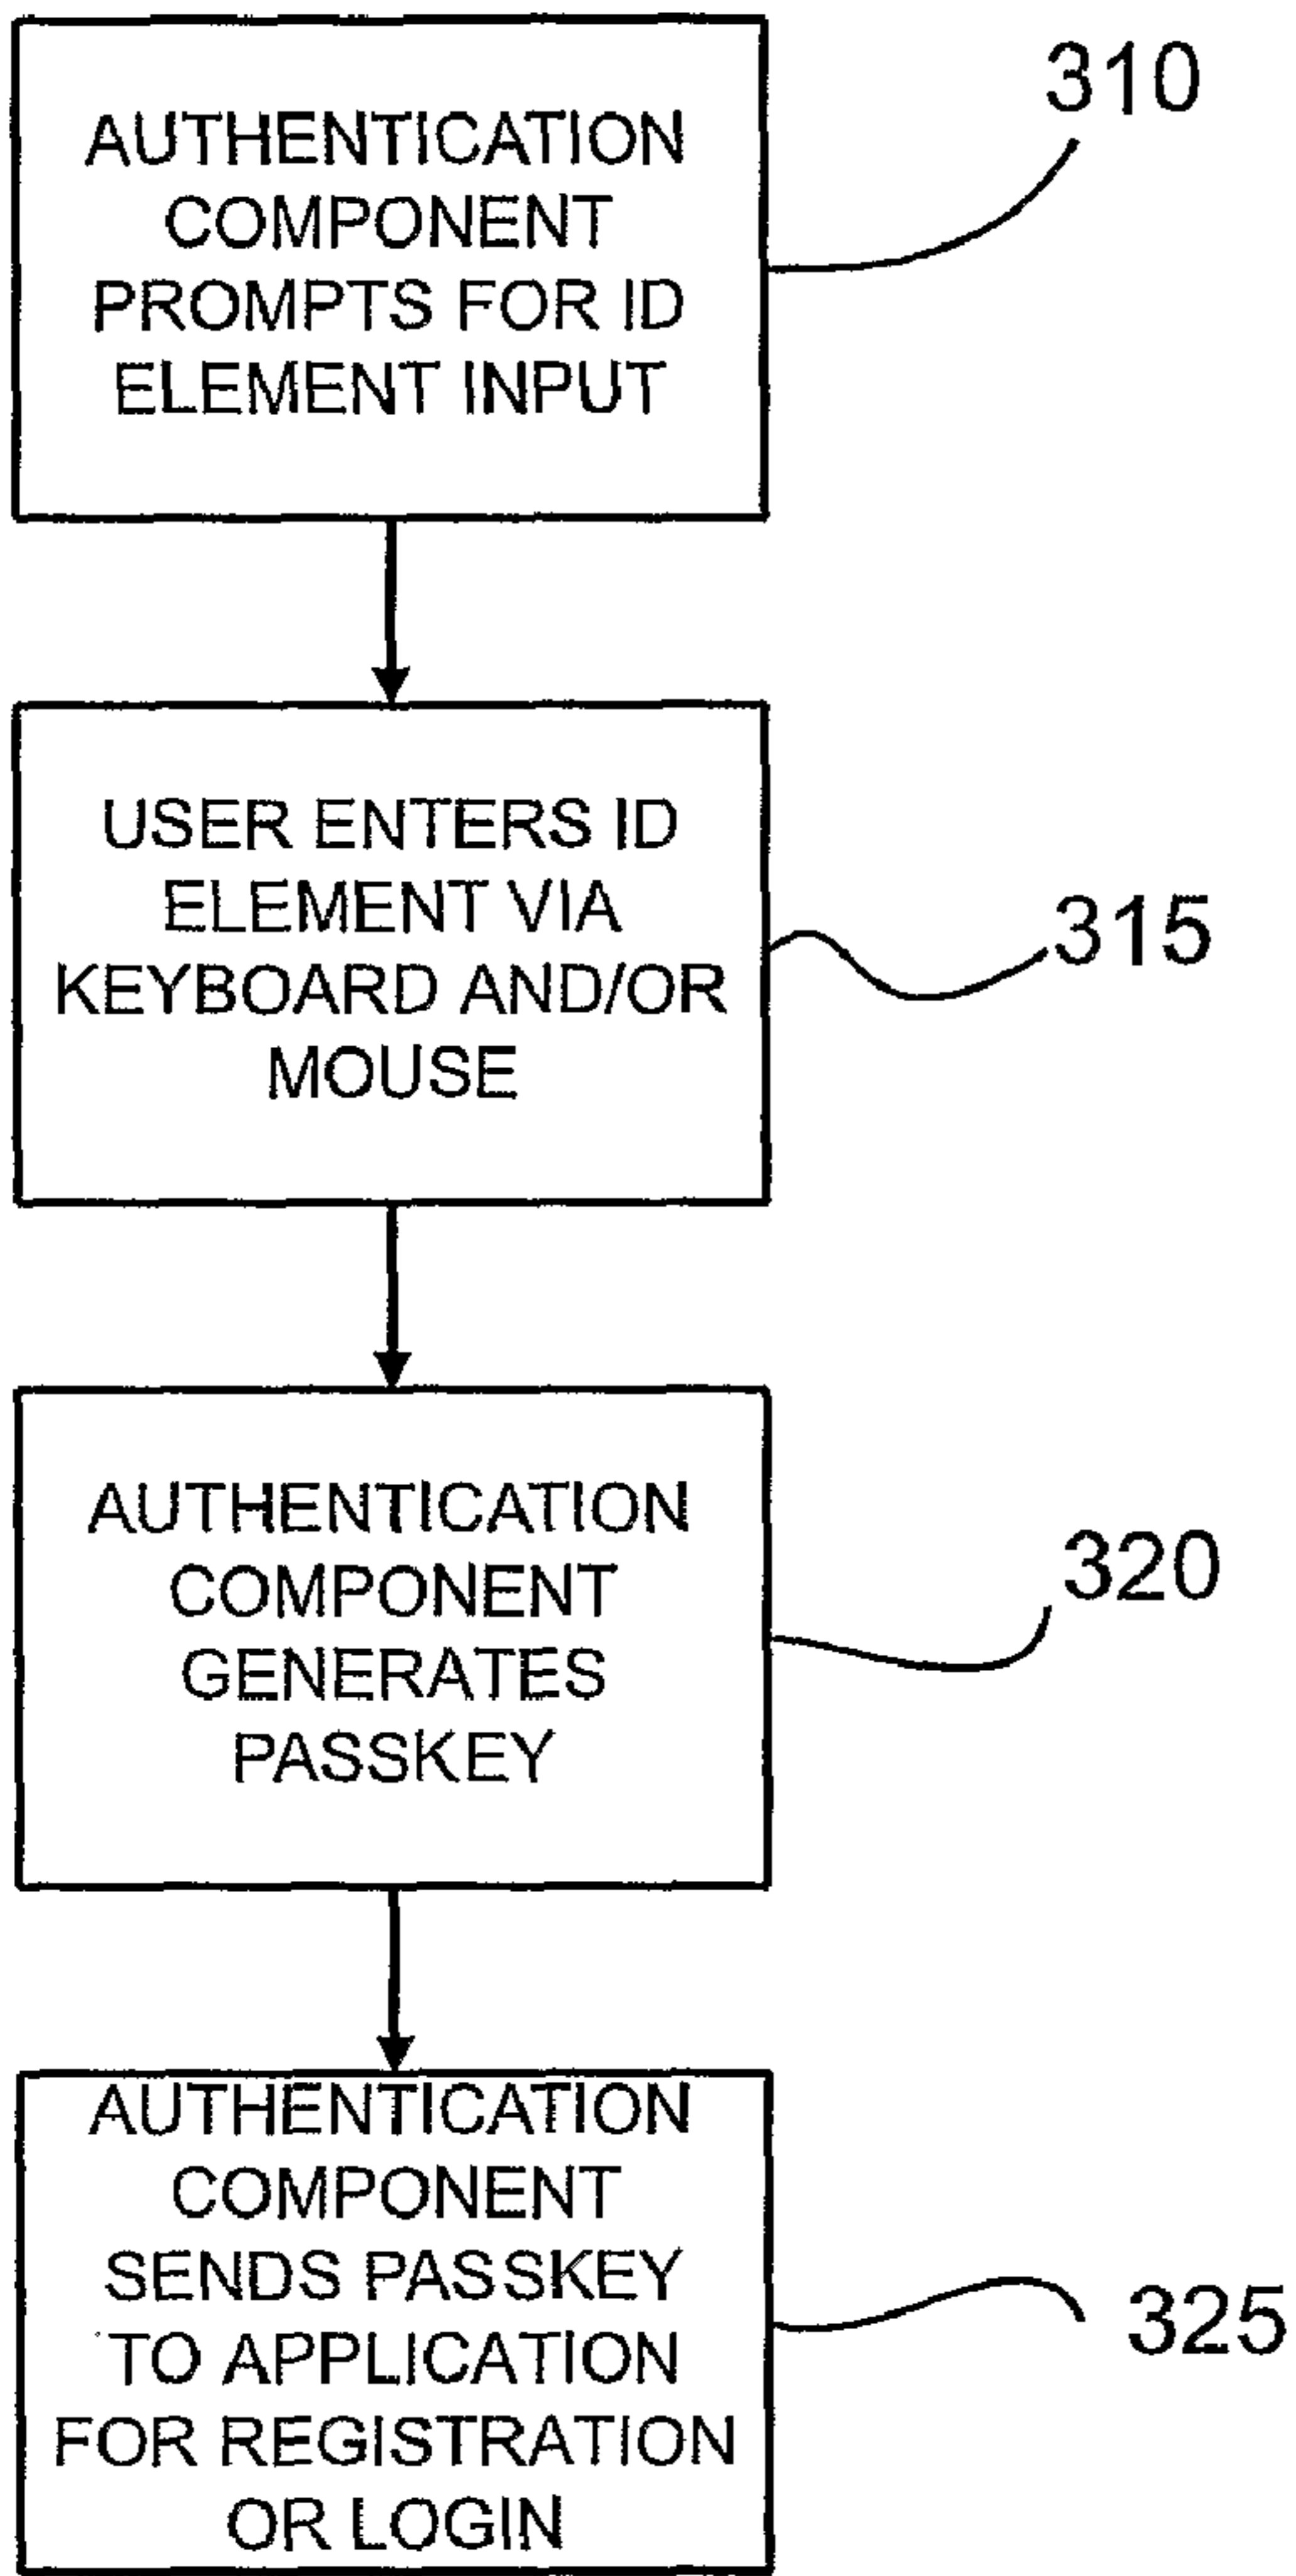 AUTHENTICATION
COMPONENT
PROMPTS FOR ID
ELEMENT INPUT
310
USER ENTERS ID
ELEMENT VIA
KEYBOARD AND/OR
MOUSE
315
AUTHENTICATION
COMPONENT
GENERATES
PASSKEY
320
AUTHENTICATION
COMPONENT
SENDS PASSKEY
TO APPLICATION
FOR REGISTRATION
OR LOGIN
325